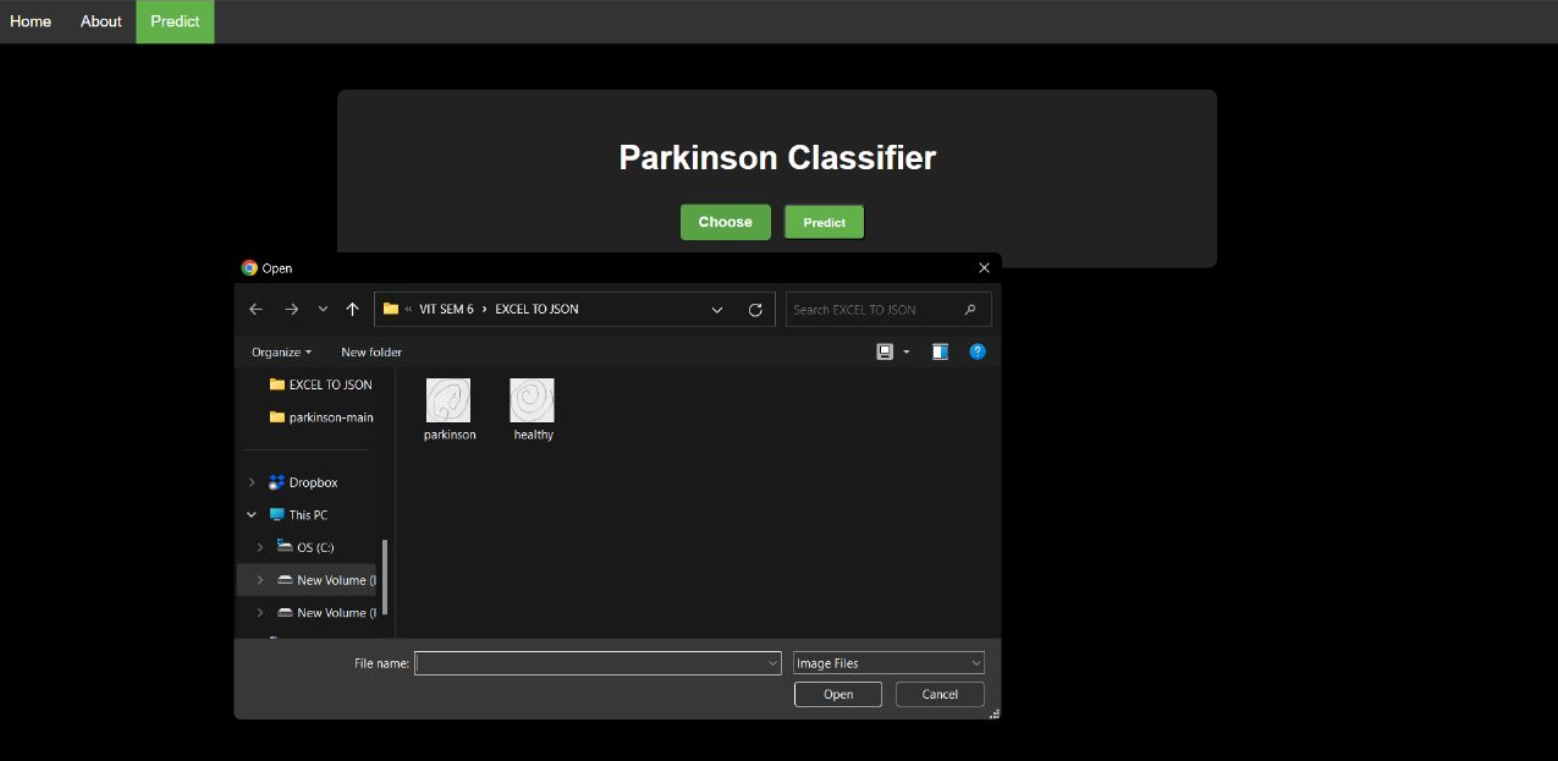 Home About Predict
Parkinson Classifier
Choose Predict
Open
« VIT SEM 6 › EXCEL TO JSON Search EXCEL TO JSON
Organize New folder
EXCEL TO JSON
parkinson-main
parkinson healthy
Dropbox
This PC
OS (C:)
New Volume (
New Volume (
File name: Image Files
Open Cancel